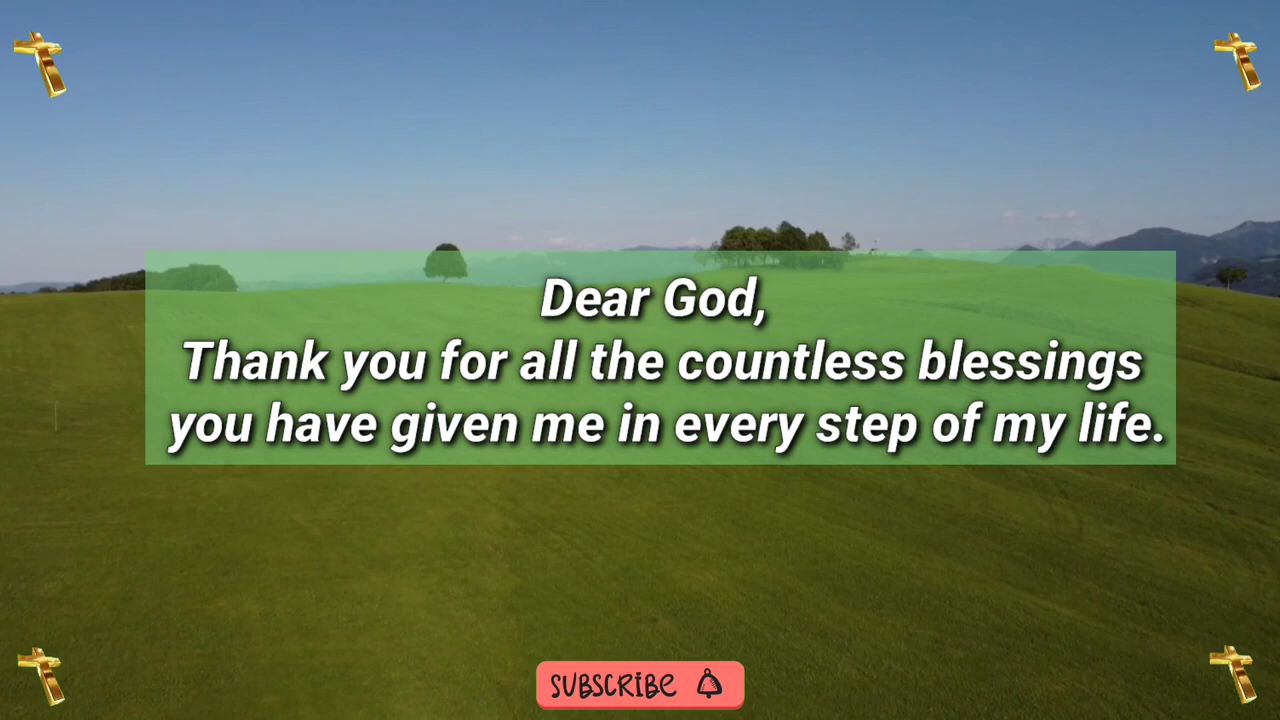 Dear God,
Thank you for all the countless blessings
you have given me in every step of my life.
SUBSCRIBE